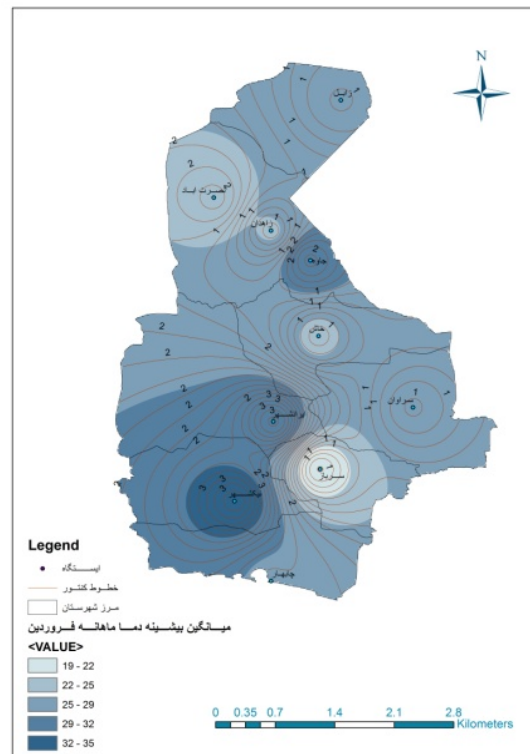 N
زابل
نصرت اباد
زاهدان
جاوه
خاش
سراوان
ایرانشهر
سرباز
نیکشهر
چابهار
Legend
ایستگاه
خطوط کنتور
مرز شهرستان
میانگین بیشینه دما ماهانه فروردین
<VALUE>
19 - 22
22 - 25
25 - 29
29 - 32
32 - 35
0 0.35 0.7 1.4 2.1 2.8
Kilometers